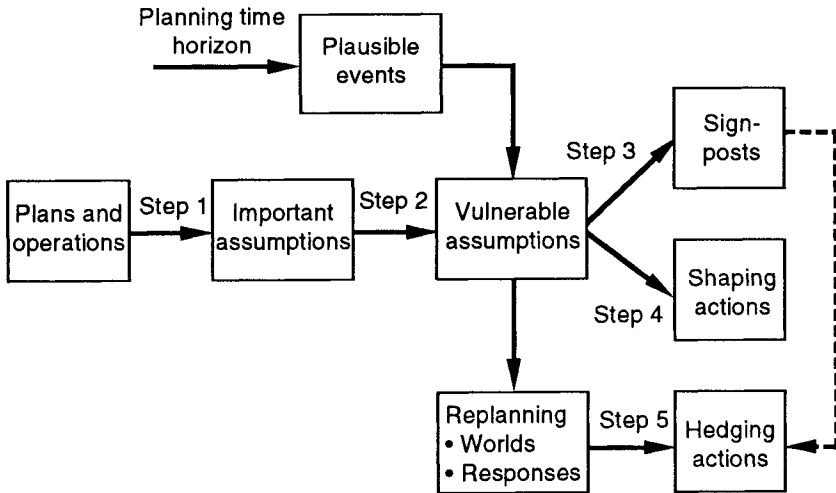 Planning time
horizon
Plausible
events
Step 3
Sign-
posts
Plans and
operations
Step 1
Important
assumptions
Step 2
Vulnerable
assumptions
Step 4
Shaping
actions
Replanning
• Worlds
• Responses
Step 5
Hedging
actions